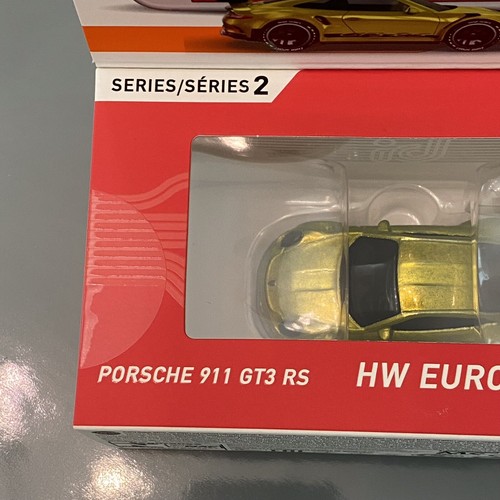 SERIES/SÉRIES 2
PORSCHE 911 GT3 RS
HW EURO